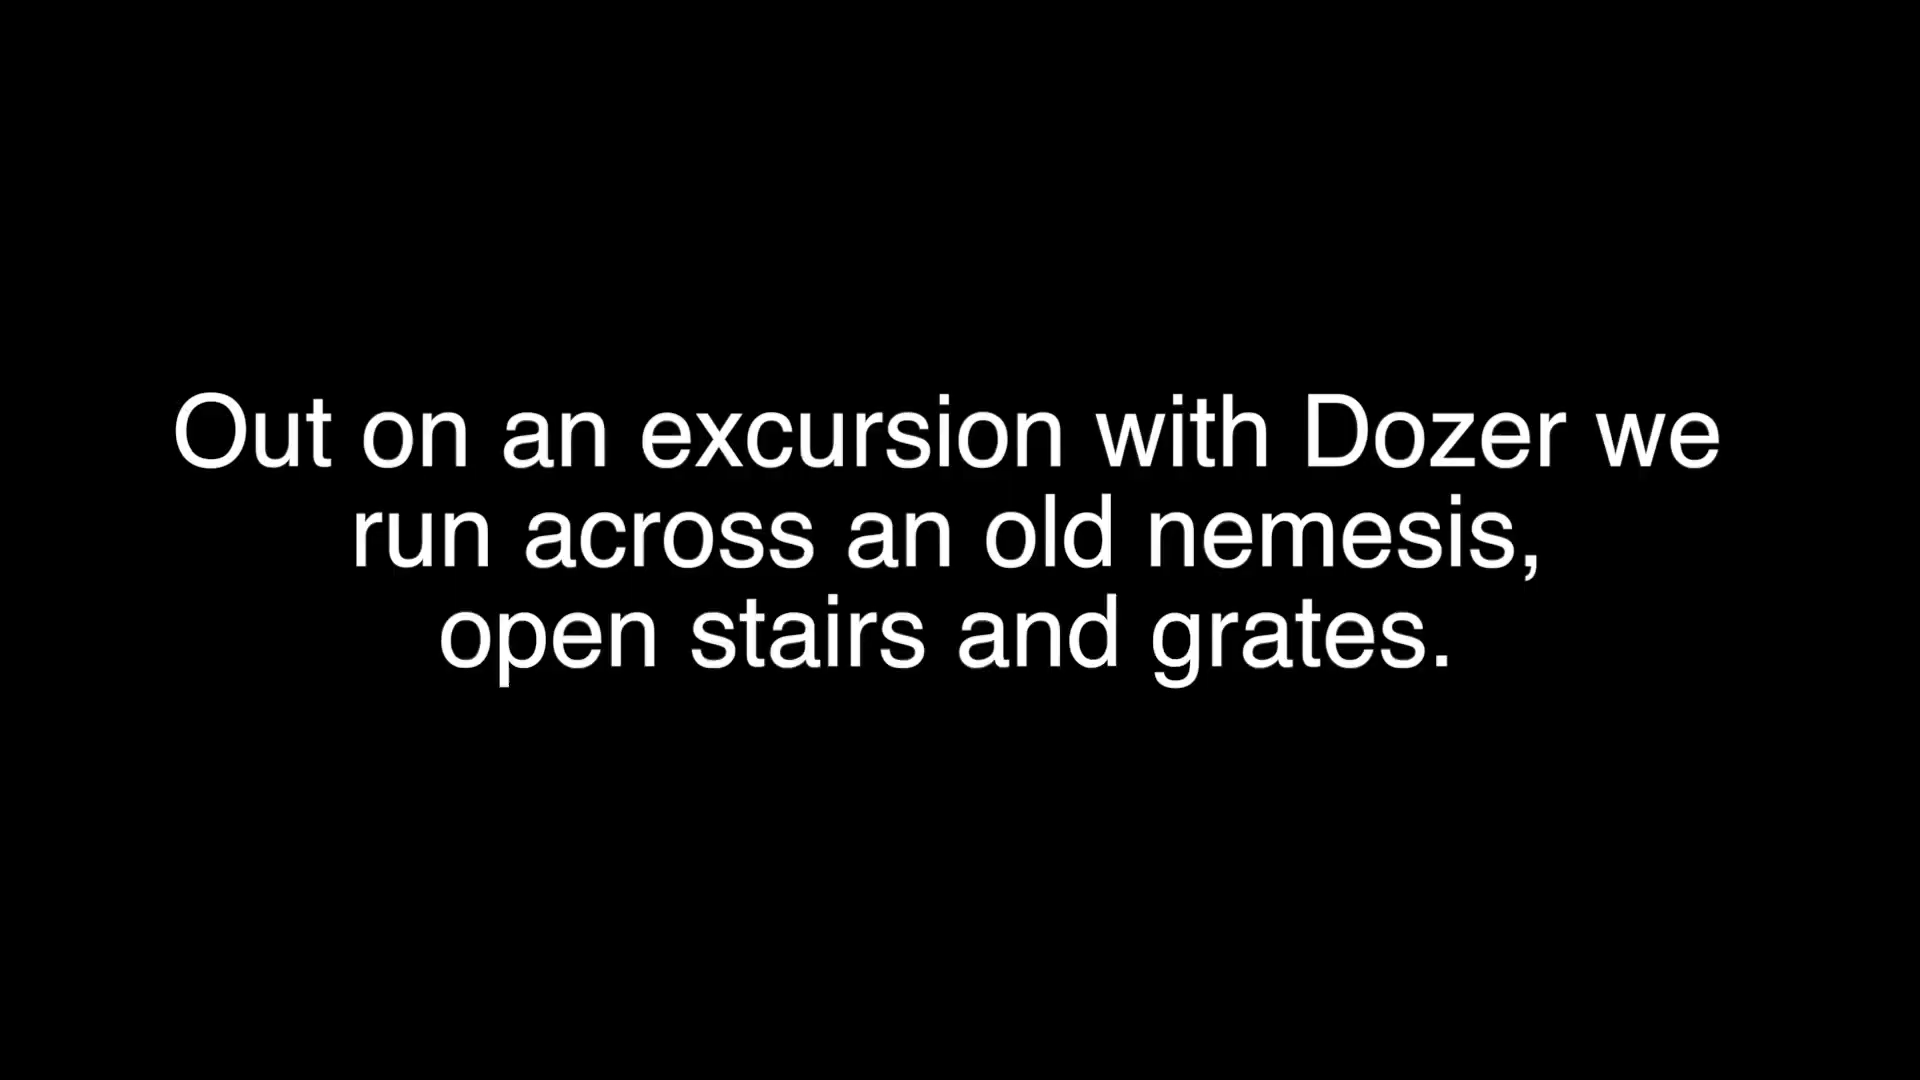 Out on an excursion with Dozer we
run across an old nemesis,
open stairs and grates.